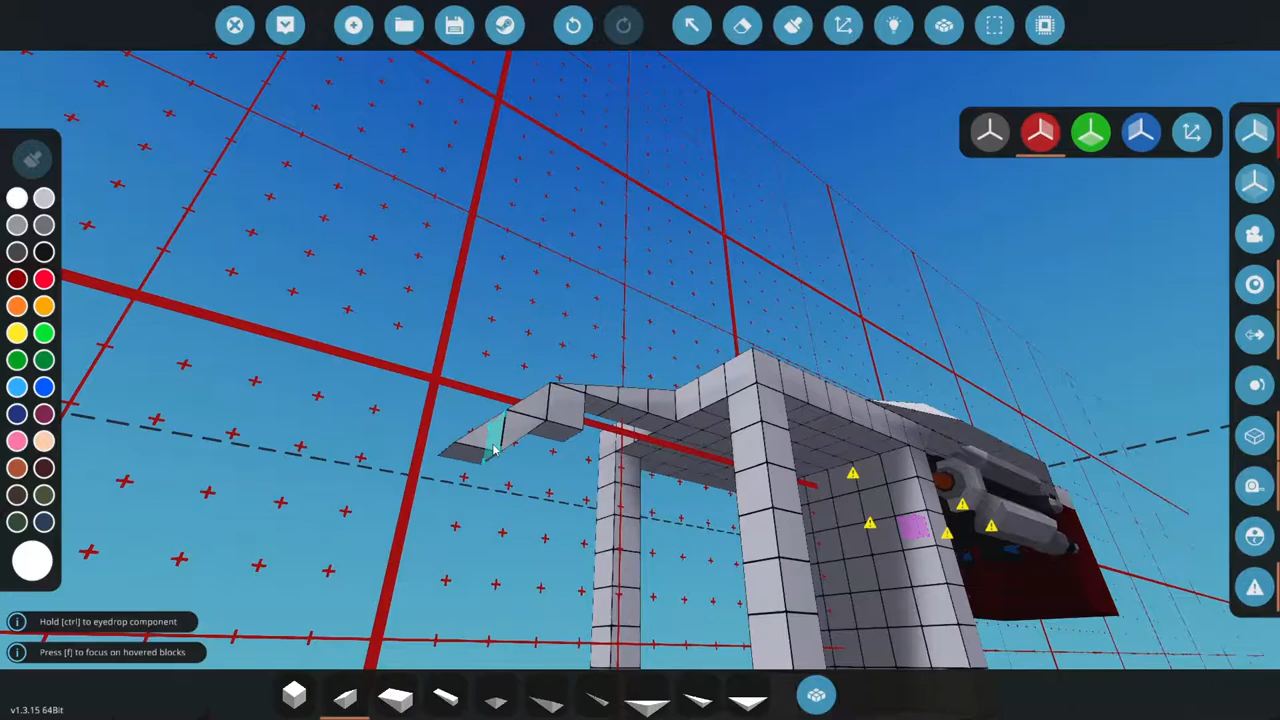 Hold [ctrl] to eyedrop component
Press [f] to focus on hovered blocks
v1.3.15 64Bit